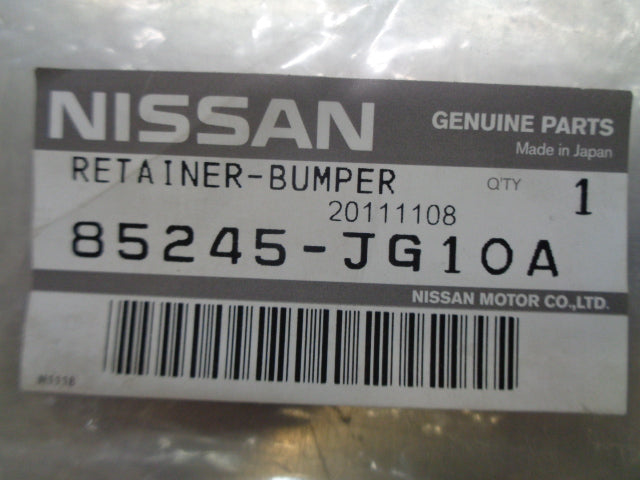 NISSAN
GENUINE PARTS
Made in Japan
RETAINER-BUMPER
Q'TY 1
20111108
85245-JG10A
NISSAN MOTOR CO.,LTD.